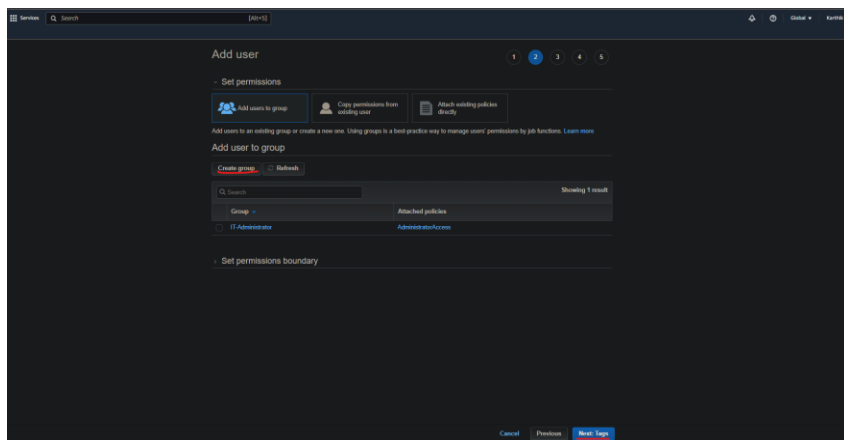 Services Search [Alt+S] Global Karthik
Add user 1 2 3 4 5
Set permissions
Add users to group
Copy permissions from existing user
Attach existing policies directly
Add users to an existing group or create a new one. Using groups is a best-practice way to manage users' permissions by job functions. Learn more
Add user to group
Create group Refresh
Search Showing 1 result
Group Attached policies
IT-Administrator AdministratorAccess
Set permissions boundary
Cancel Previous Next: Tags